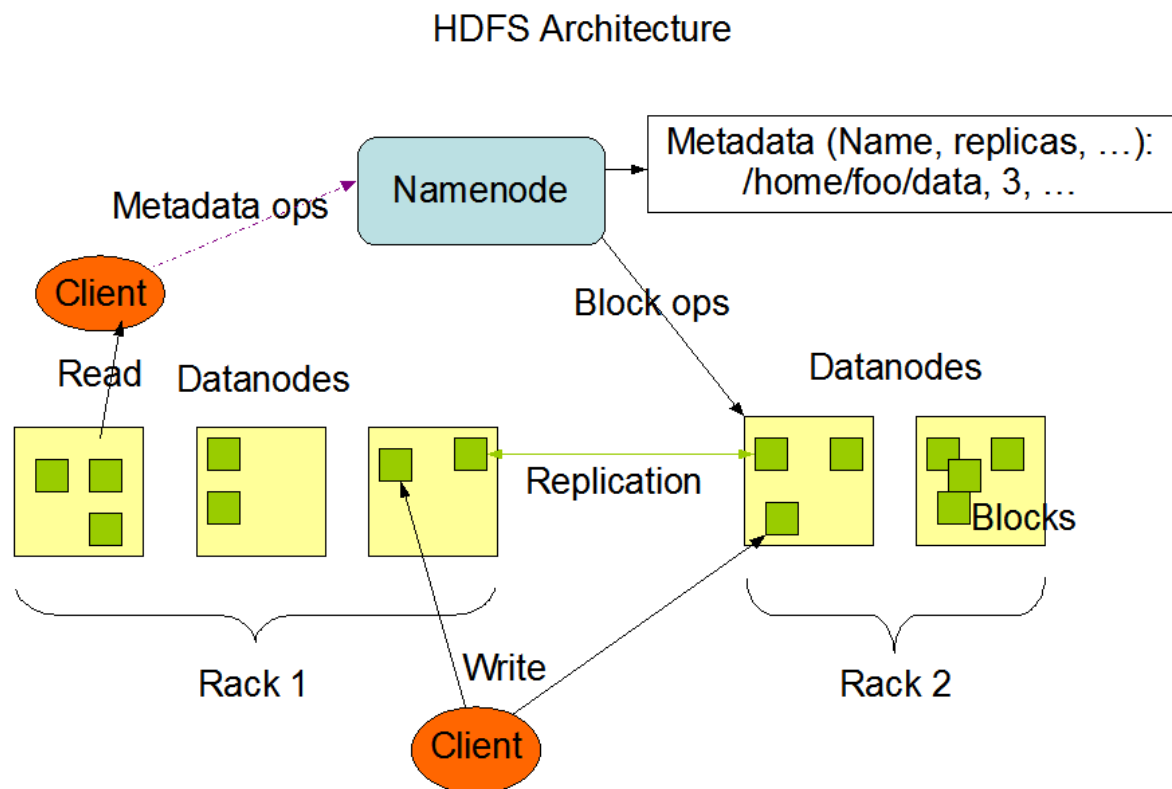 HDFS Architecture
Metadata (Name, replicas, …):
/home/foo/data, 3, …
Namenode
Metadata ops
Client
Block ops
Read
Datanodes
Datanodes
Replication
Blocks
Rack 1
Write
Rack 2
Client